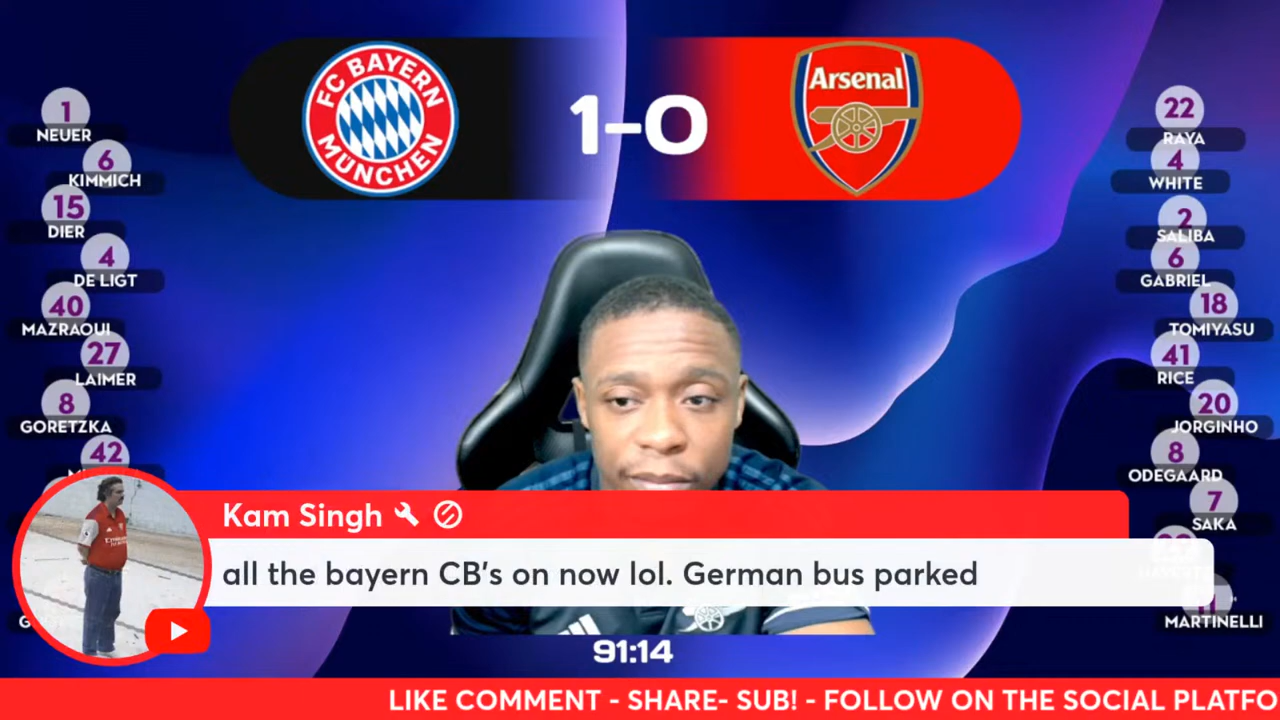 FC BAYERN
MÜNCHEN
1-0
Arsenal
1
NEUER
6
KIMMICH
15
DIER
4
DE LIGT
40
MAZRAOUI
27
LAIMER
8
GORETZKA
42
22
RAYA
4
WHITE
2
SALIBA
6
GABRIEL
18
TOMIYASU
41
RICE
20
JORGINHO
8
ODEGAARD
7
SAKA
11
MARTINELLI
Kam Singh
all the bayern CB's on now lol. German bus parked
91:14
LIKE COMMENT - SHARE- SUB! - FOLLOW ON THE SOCIAL PLATFO